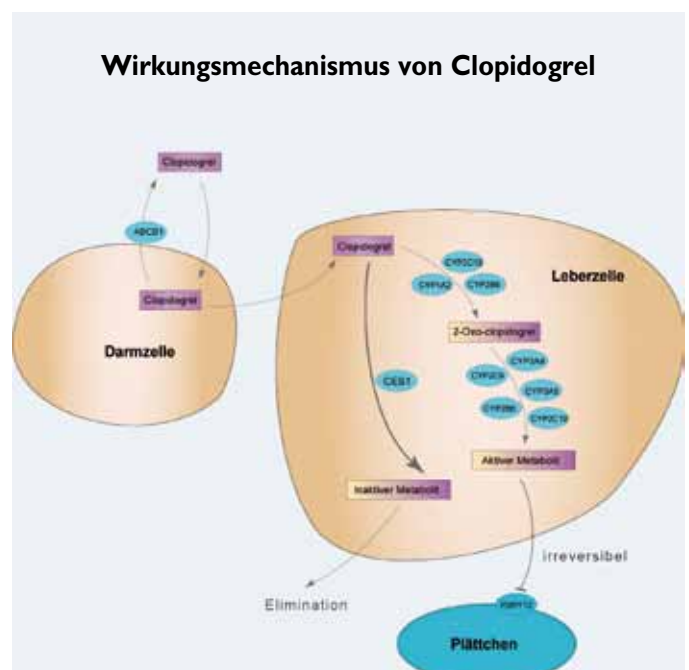 Wirkungsmechanismus von Clopidogrel
Clopidogrel
ABCB1
Clopidogrel
Darmzelle
Clopidogrel
Leberzelle
CYP2C19
CYP1A2
CYP2B6
2-Oxo-clopidogrel
CYP3A4
CYP2C9
CYP3A5
CYP2B6
CYP2C19
CES1
Aktiver Metabolit
Inaktiver Metabolit
irreversibel
Elimination
Plättchen